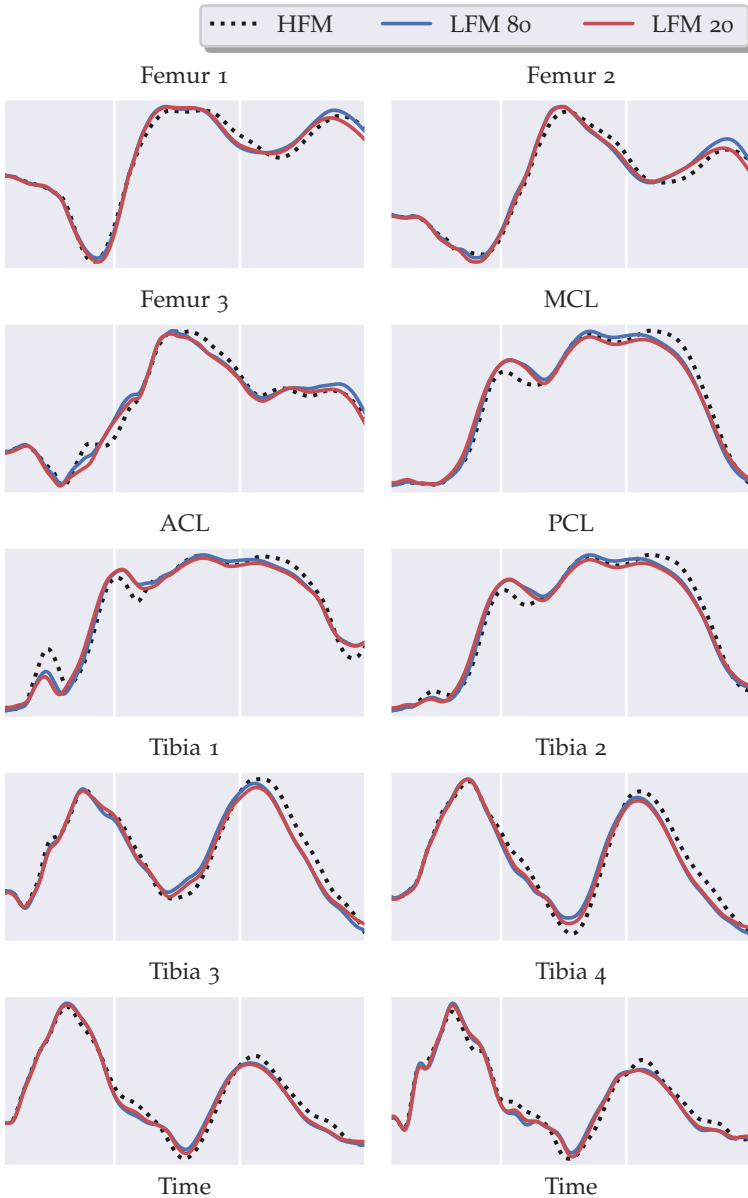 HFM LFM 80 LFM 20
Femur 1 Femur 2
Femur 3 MCL
ACL PCL
Tibia 1 Tibia 2
Tibia 3 Tibia 4
Time Time